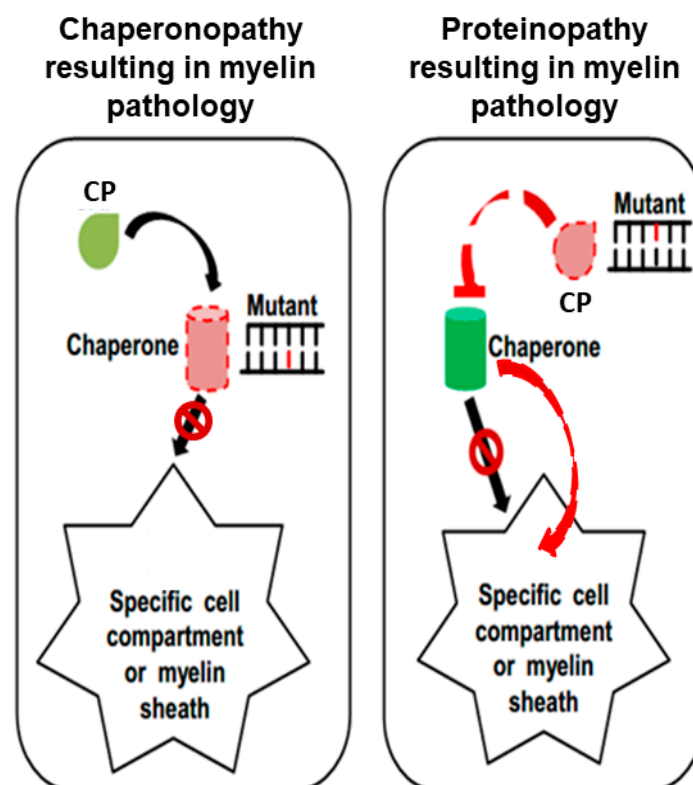 Chaperonopathy
resulting in myelin
pathology
CP
Mutant
Chaperone
Specific cell
compartment
or myelin
sheath
Proteinopathy
resulting in myelin
pathology
Mutant
CP
Chaperone
Specific cell
compartment
or myelin
sheath